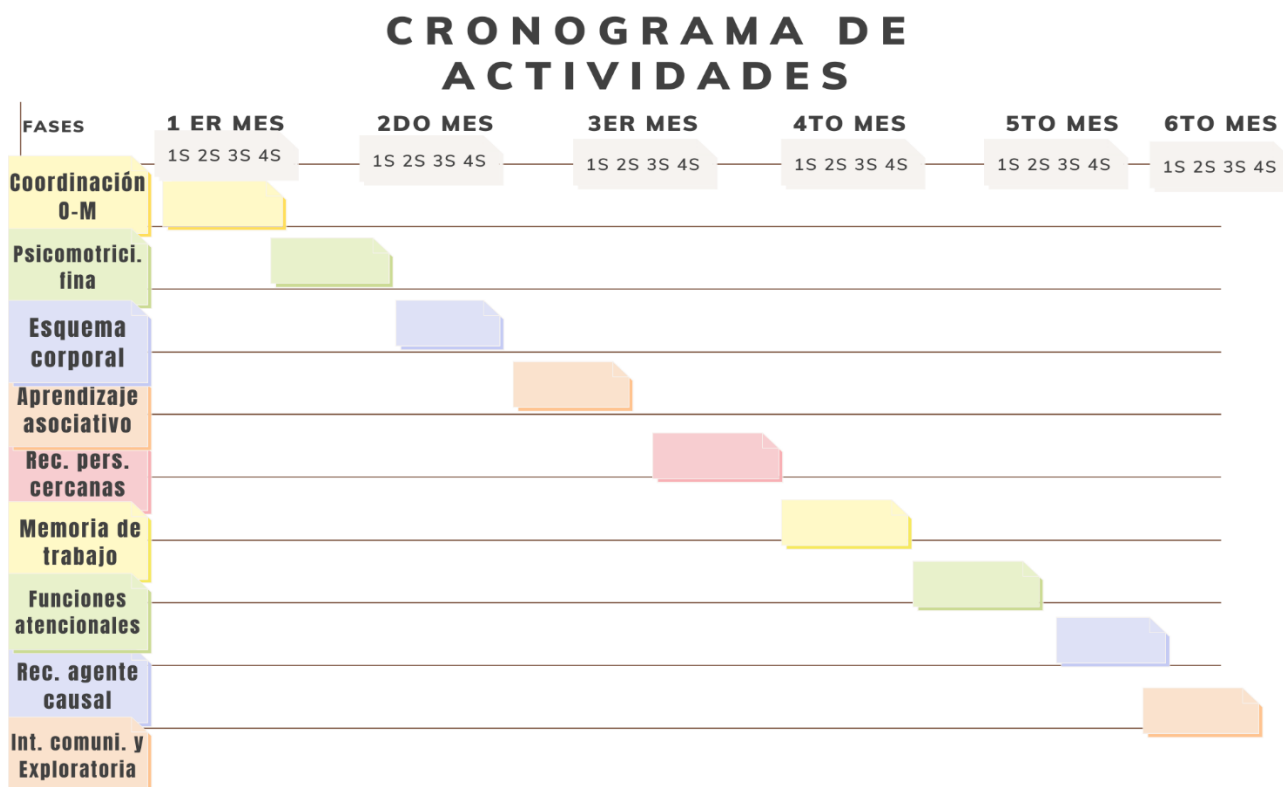 CRONOGRAMA DE
ACTIVIDADES
FASES
1 ER MES
2DO MES
3ER MES
4TO MES
5TO MES
6TO MES
1S 2S 3S 4S
1S 2S 3S 4S
1S 2S 3S 4S
1S 2S 3S 4S
1S 2S 3S 4S
1S 2S 3S 4S
Coordinación
O-M
Psicomotrici.
fina
Esquema
corporal
Aprendizaje
asociativo
Rec. pers.
cercanas
Memoria de
trabajo
Funciones
atencionales
Rec. agente
causal
Int. comuni. y
Exploratoria